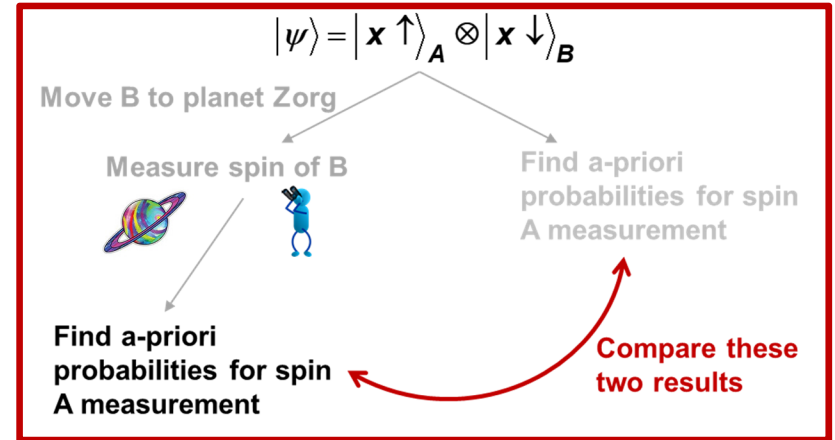 |ψ⟩=|x ↑⟩A ⊗|x ↓⟩B
Move B to planet Zorg
Measure spin of B
Find a-priori
probabilities for spin
A measurement
Find a-priori
probabilities for spin
A measurement
Compare these
two results